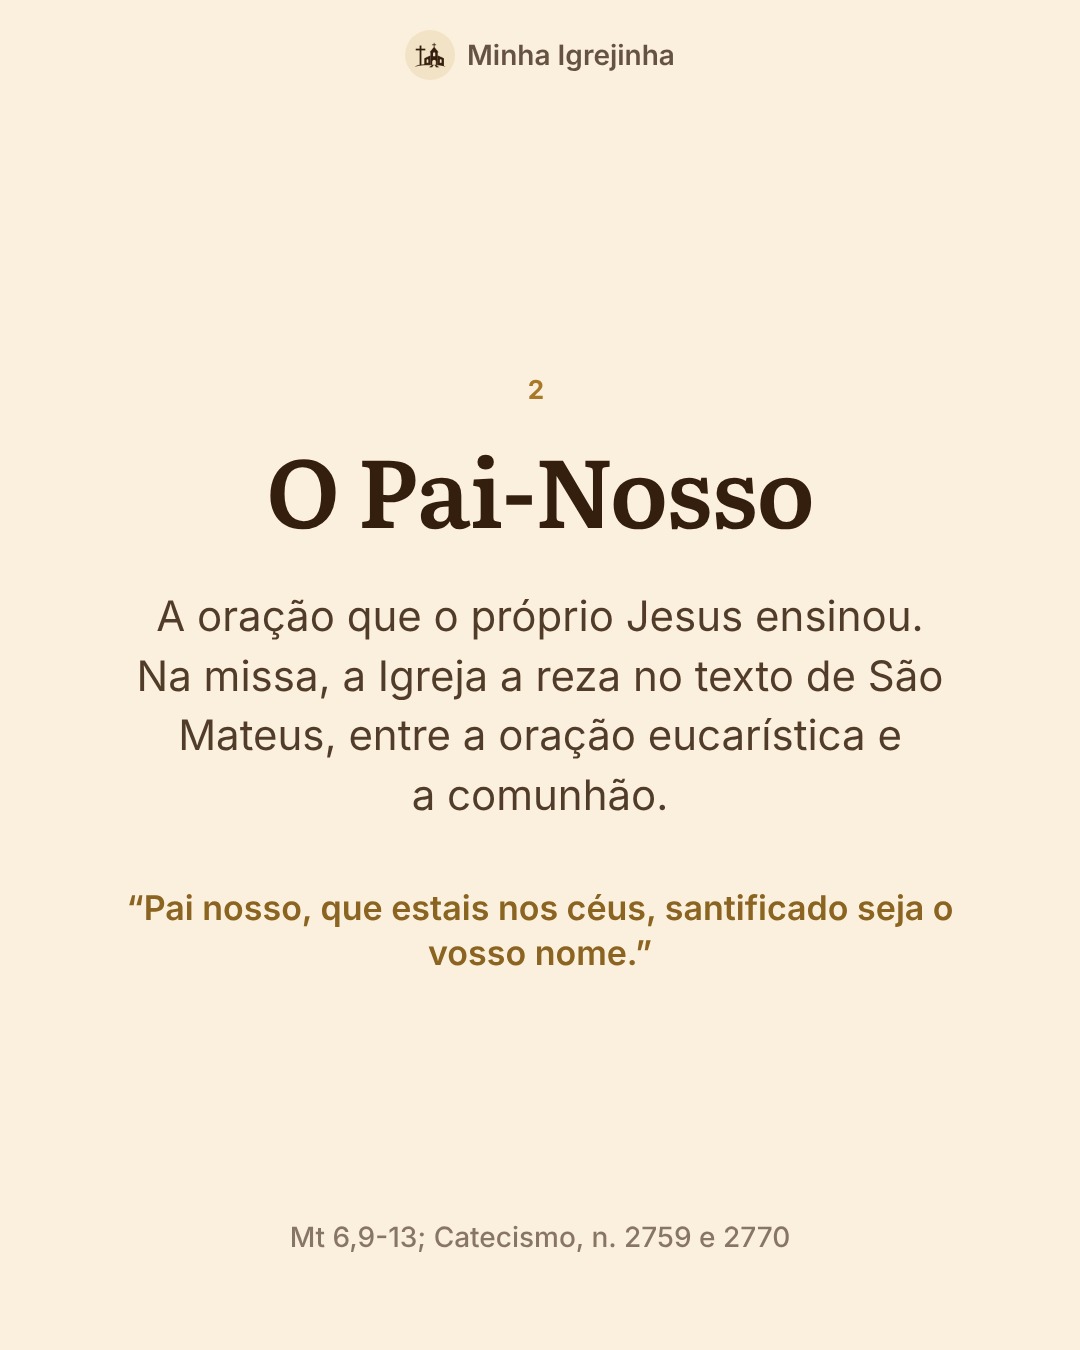 Minha Igrejinha
2
O Pai-Nosso
A oração que o próprio Jesus ensinou.
Na missa, a Igreja a reza no texto de São
Mateus, entre a oração eucarística e
a comunhão.
“Pai nosso, que estais nos céus, santificado seja o
vosso nome.”
Mt 6,9-13; Catecismo, n. 2759 e 2770